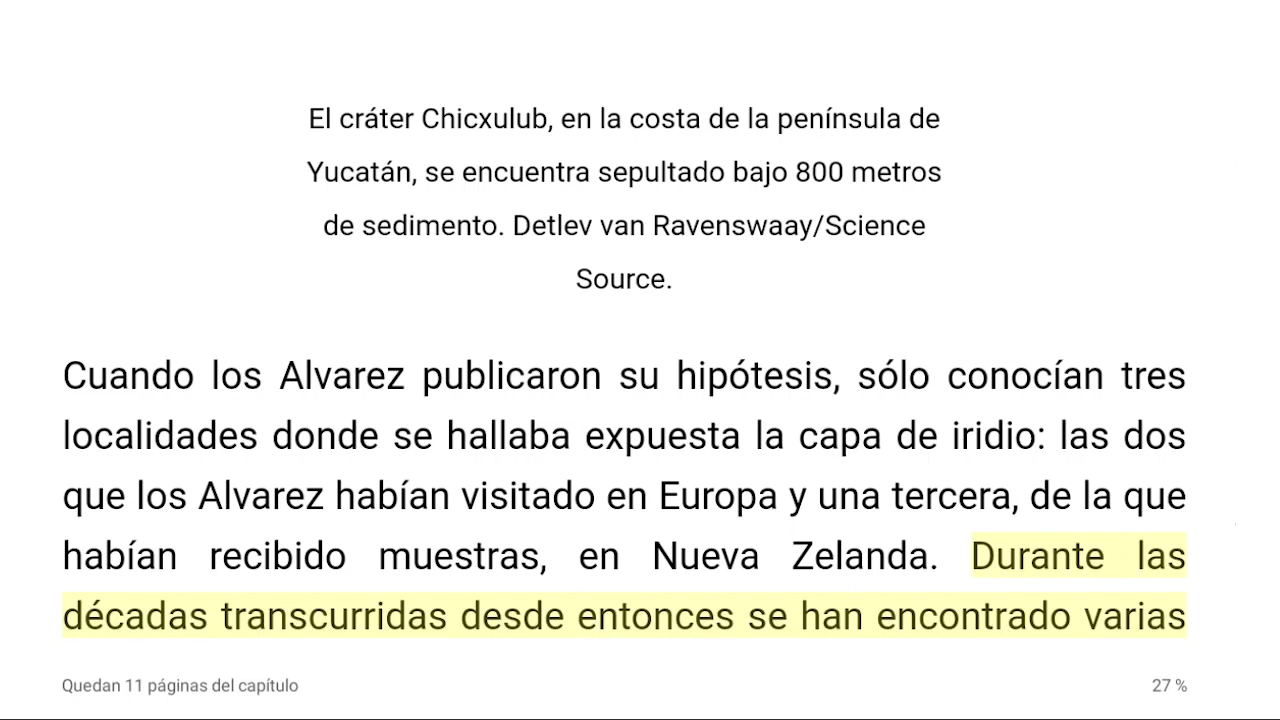 El cráter Chicxulub, en la costa de la península de
Yucatán, se encuentra sepultado bajo 800 metros
de sedimento. Detlev van Ravenswaay/Science
Source.
Cuando los Alvarez publicaron su hipótesis, sólo conocían tres
localidades donde se hallaba expuesta la capa de iridio: las dos
que los Alvarez habían visitado en Europa y una tercera, de la que
habían recibido muestras, en Nueva Zelanda. Durante las
décadas transcurridas desde entonces se han encontrado varias
Quedan 11 páginas del capítulo
27 %